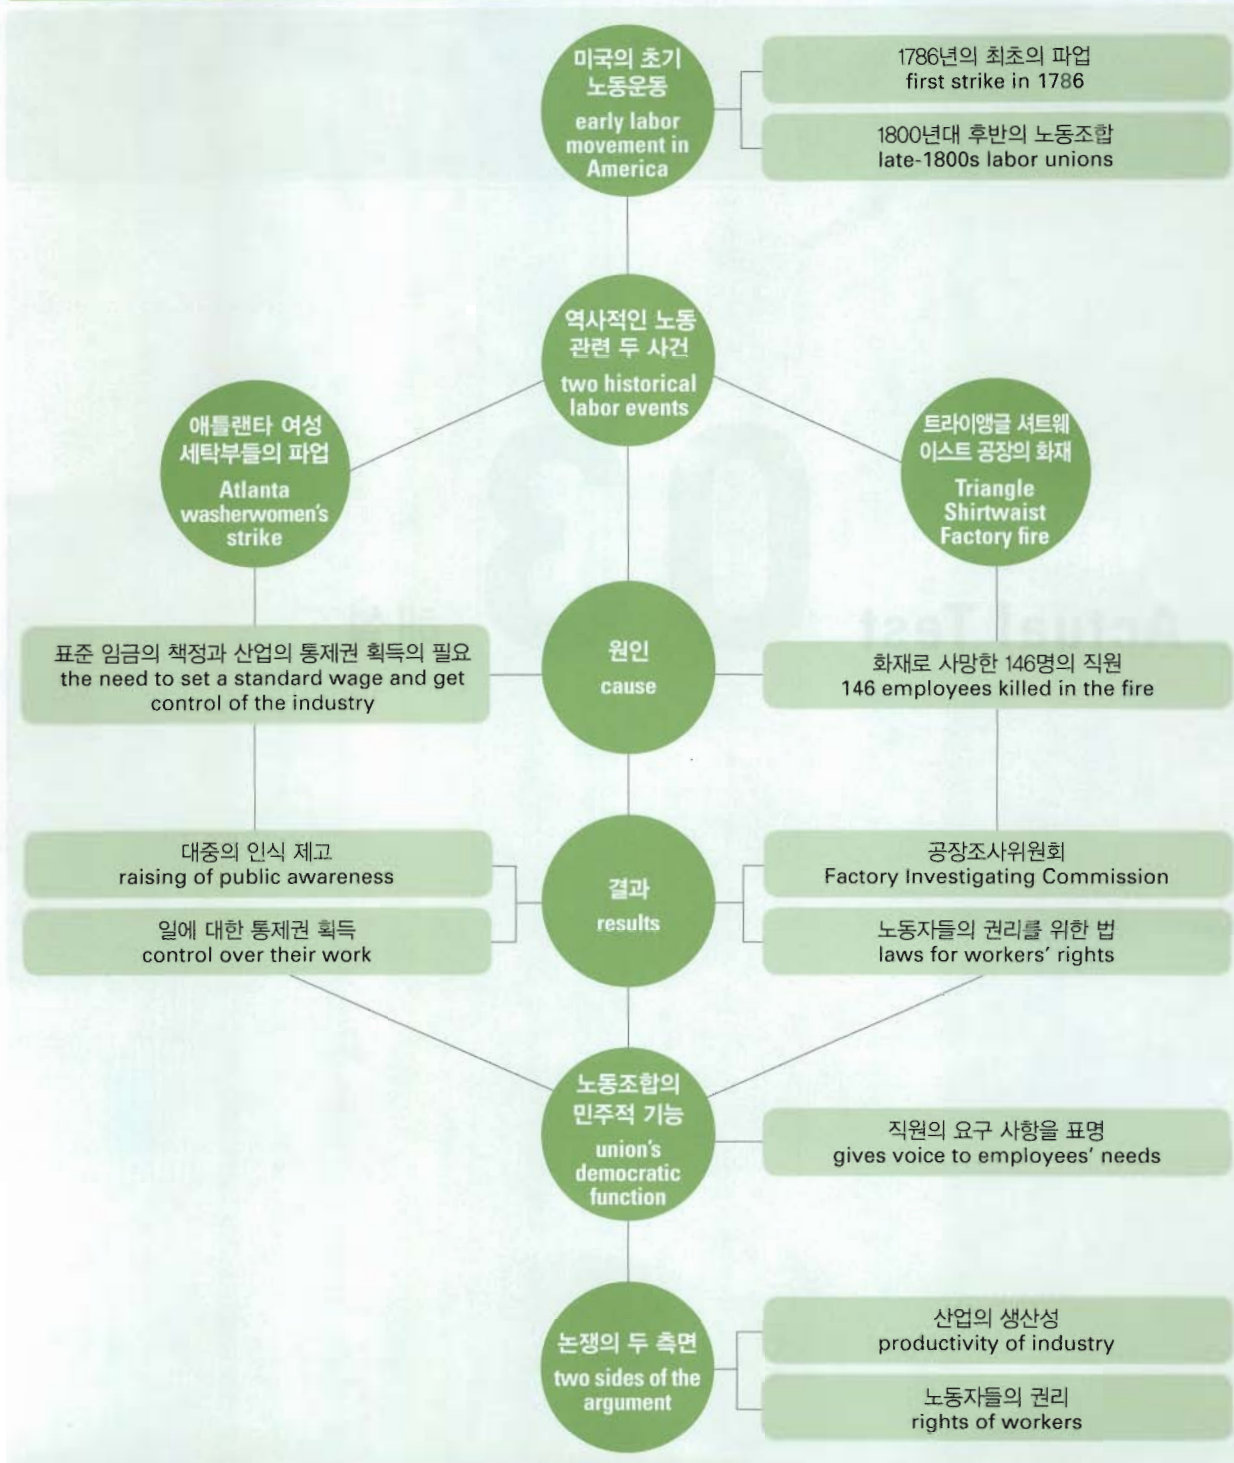 미국의 초기
노동운동
early labor
movement in
America
1786년의 최초의 파업
first strike in 1786
1800년대 후반의 노동조합
late-1800s labor unions
역사적인 노동
관련 두 사건
two historical
labor events
애틀랜타 여성
세탁부들의 파업
Atlanta
washerwomen's
strike
트라이앵글 셔트웨
이스트 공장의 화재
Triangle
Shirtwaist
Factory fire
표준 임금의 책정과 산업의 통제권 획득의 필요
the need to set a standard wage and get
control of the industry
원인
cause
화재로 사망한 146명의 직원
146 employees killed in the fire
대중의 인식 제고
raising of public awareness
일에 대한 통제권 획득
control over their work
결과
results
공장조사위원회
Factory Investigating Commission
노동자들의 권리를 위한 법
laws for workers' rights
노동조합의
민주적 기능
union's
democratic
function
직원의 요구 사항을 표명
gives voice to employees' needs
논쟁의 두 측면
two sides of the
argument
산업의 생산성
productivity of industry
노동자들의 권리
rights of workers
Actual Test
03